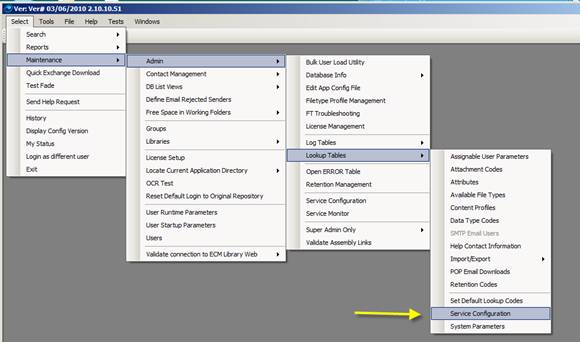 Ver: Ver# 03/06/2010 2.10.10.51
Select Tools File Help Tests Windows
Search
Reports
Maintenance
Quick Exchange Download
Test Fade
Send Help Request
History
Display Config Version
My Status
Login as different user
Exit
Admin
Contact Management
DB List Views
Define Email Rejected Senders
Free Space in Working Folders
Groups
Libraries
License Setup
Locate Current Application Directory
OCR Test
Reset Default Login to Original Repository
User Runtime Parameters
User Startup Parameters
Users
Validate connection to ECM Library Web
Bulk User Load Utility
Database Info
Edit App Config File
Filetype Profile Management
FT Troubleshooting
License Management
Log Tables
Lookup Tables
Open ERROR Table
Retention Management
Service Configuration
Service Monitor
Super Admin Only
Validate Assembly Links
Assignable User Parameters
Attachment Codes
Attributes
Available File Types
Content Profiles
Data Type Codes
SMTP Email Users
Help Contact Information
Import/Export
POP Email Downloads
Retention Codes
Set Default Lookup Codes
Service Configuration
System Parameters